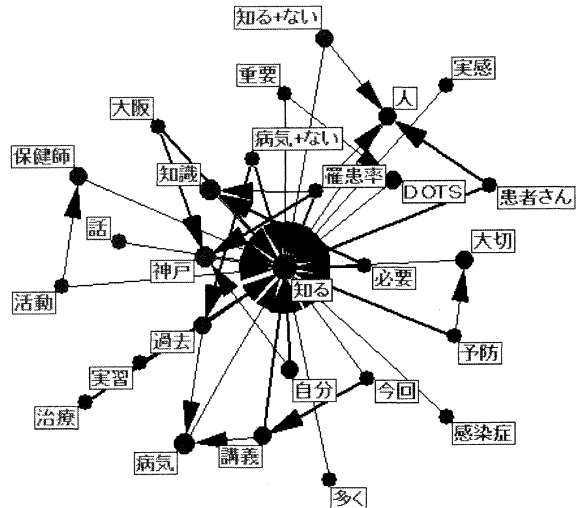 知る+ない
重要
実感
大阪
人
保健師
病気+ない
知識
罹患率
DOTS
患者さん
話
大切
神戸
必要
知る
活動
過去
予防
実習
自分
今回
治療
感染症
病気
講義
多く